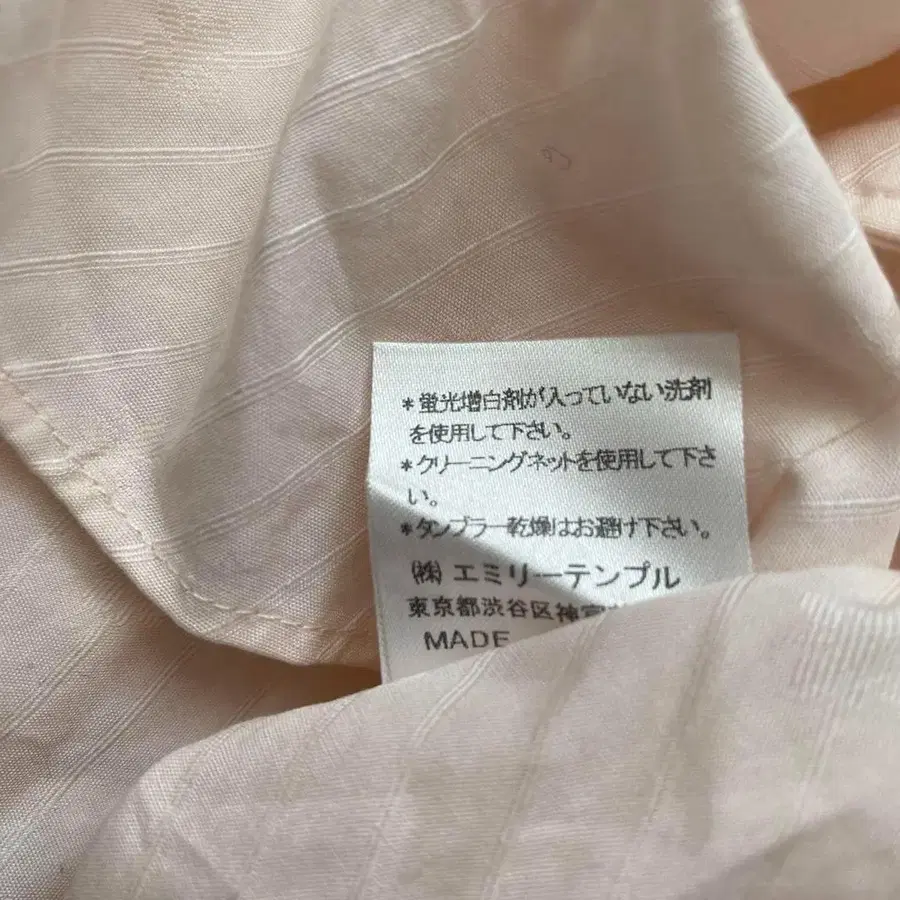 *蛍光増白剤が入っていない洗剤
を使用して下さい。
*クリーニングネットを使用して下さ
い。
*タンブラー乾燥はお避け下さい。
㈱エミリーテンプル
東京都渋谷区神宮
MADE